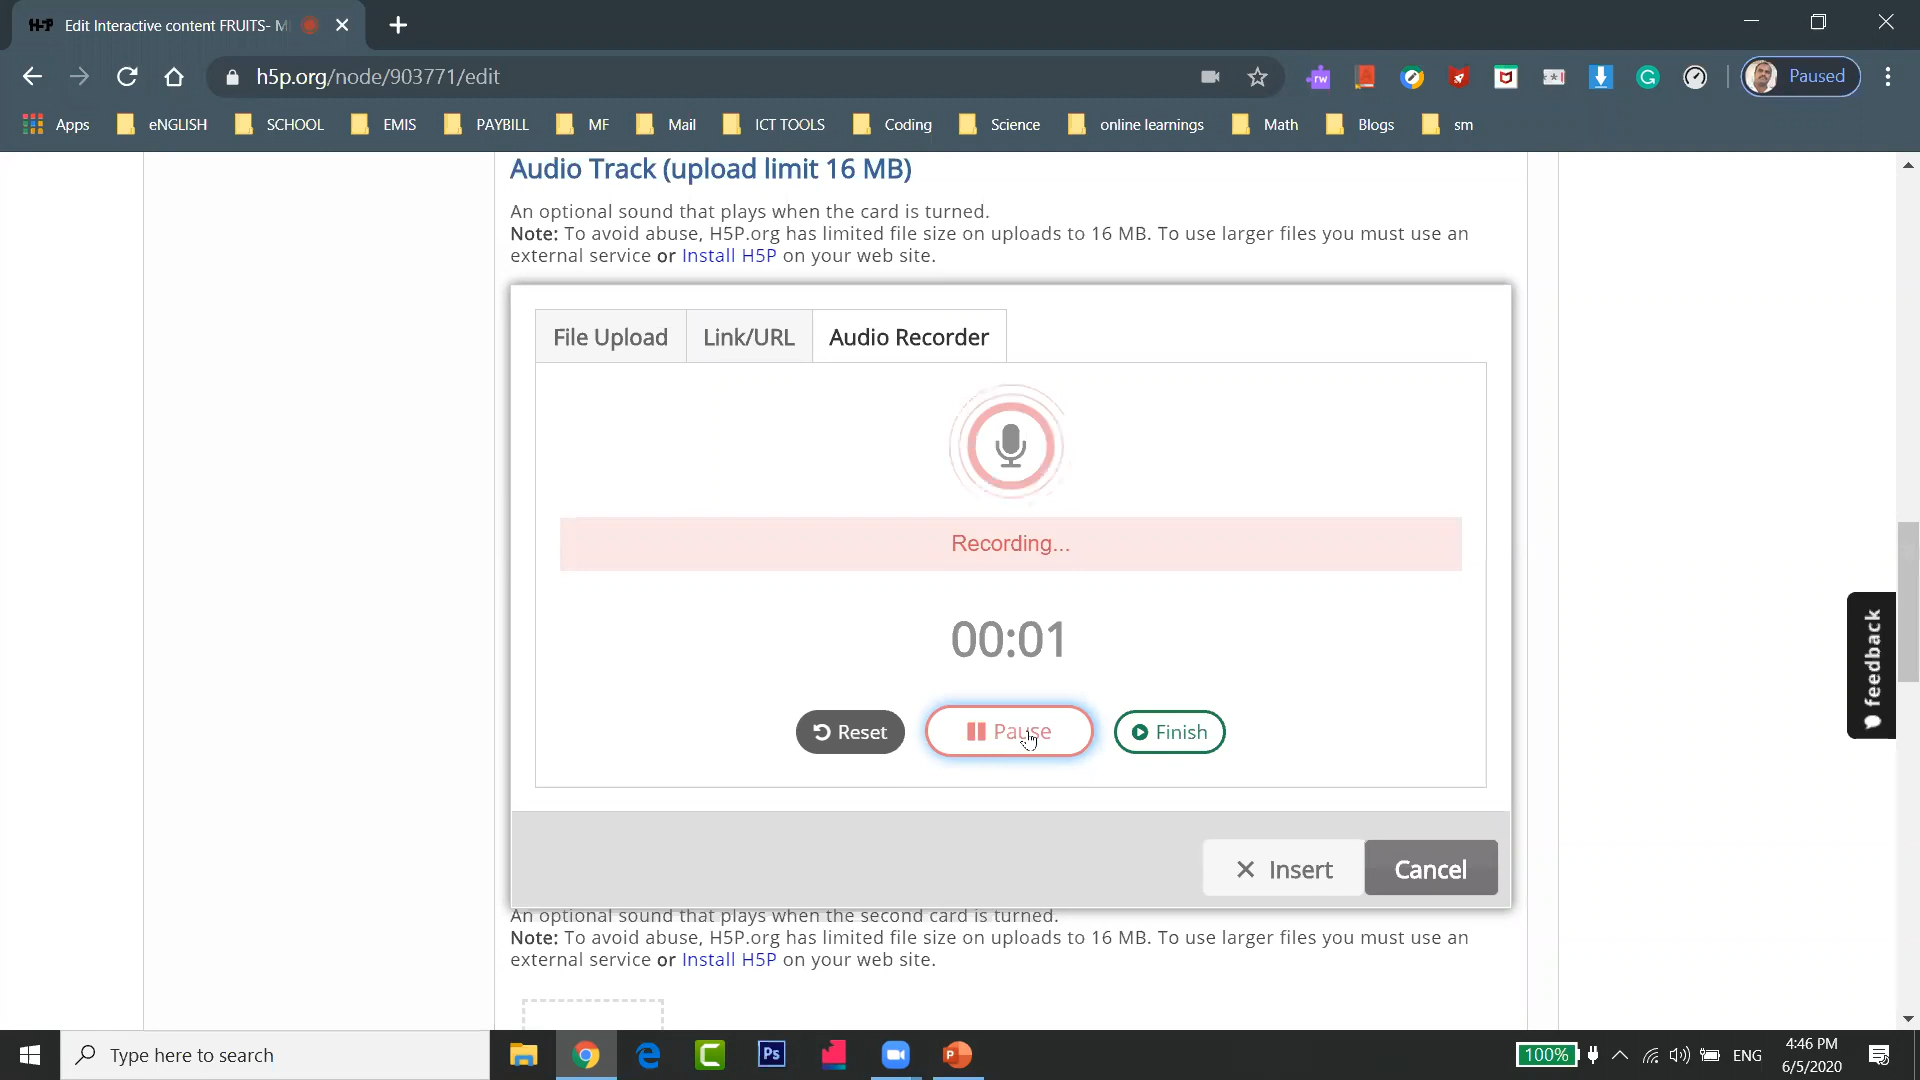 H-P Edit Interactive content FRUITS- M
h5p.org/node/903771/edit
Paused
Apps eNGLISH SCHOOL EMIS PAYBILL MF Mail ICT TOOLS Coding Science online learnings Math Blogs sm
Audio Track (upload limit 16 MB)
An optional sound that plays when the card is turned.
Note: To avoid abuse, H5P.org has limited file size on uploads to 16 MB. To use larger files you must use an
external service or Install H5P on your web site.
File Upload Link/URL Audio Recorder
Recording...
00:01
Reset Pause Finish
feedback
Insert Cancel
An optional sound that plays when the second card is turned.
Note: To avoid abuse, H5P.org has limited file size on uploads to 16 MB. To use larger files you must use an
external service or Install H5P on your web site.
Type here to search
Ps
100%
ENG
4:46 PM
6/5/2020